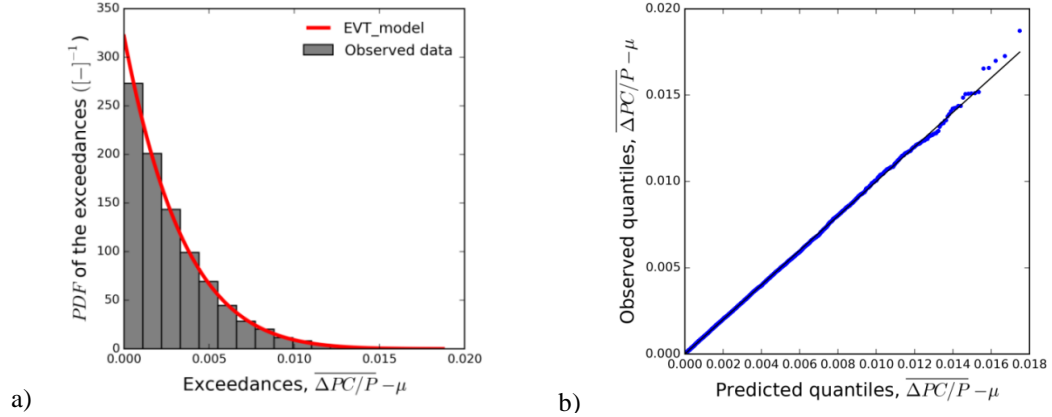 EVT_model
Observed data
PDF of the exceedances ([−]⁻¹)
350
300
250
200
150
100
50
0
0.000 0.005 0.010 0.015 0.020
Exceedances, \overline{ΔPC/P} −μ
a)
Observed quantiles, \overline{ΔPC/P} −μ
0.020
0.015
0.010
0.005
0.000
0.000 0.002 0.004 0.006 0.008 0.010 0.012 0.014 0.016 0.018
Predicted quantiles, \overline{ΔPC/P} −μ
b)